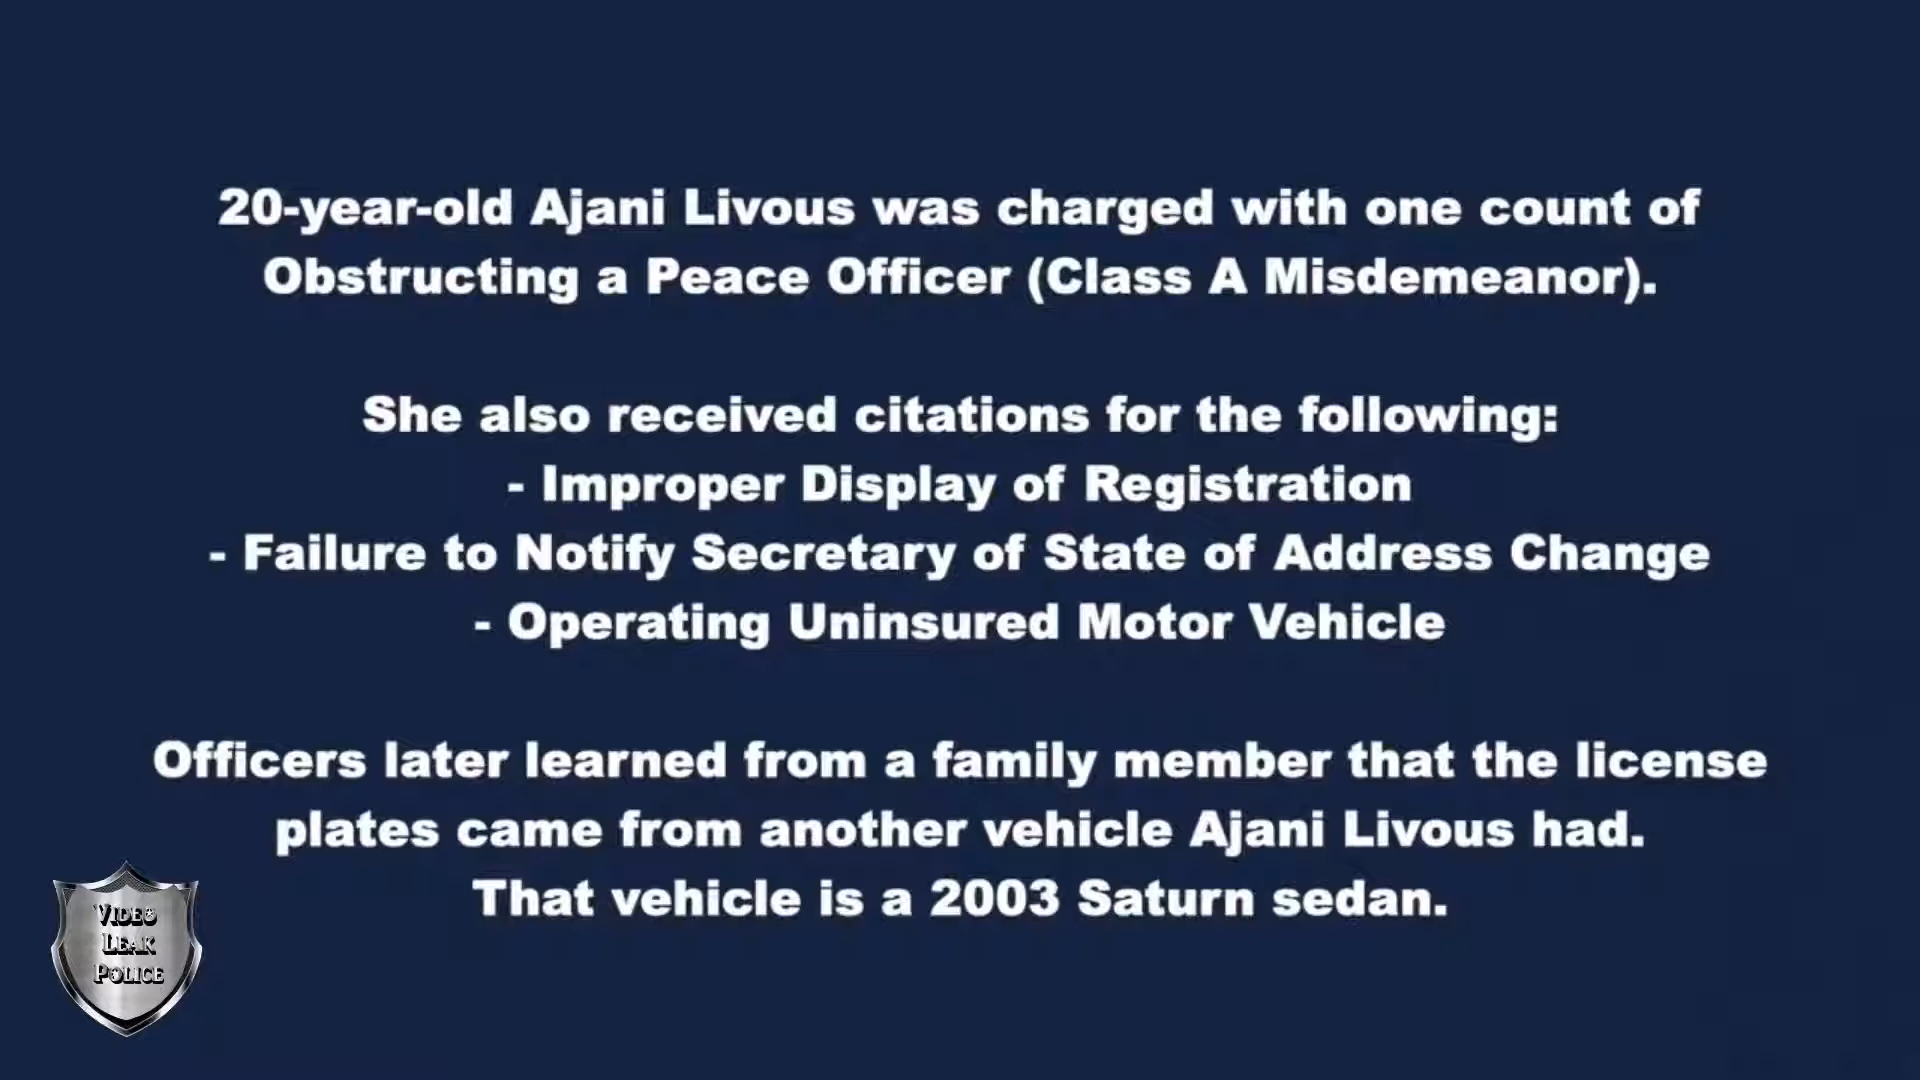 20-year-old Ajani Livous was charged with one count of
Obstructing a Peace Officer (Class A Misdemeanor).
She also received citations for the following:
- Improper Display of Registration
- Failure to Notify Secretary of State of Address Change
- Operating Uninsured Motor Vehicle
Officers later learned from a family member that the license
plates came from another vehicle Ajani Livous had.
That vehicle is a 2003 Saturn sedan.
VIDEO
LEAK
POLICE